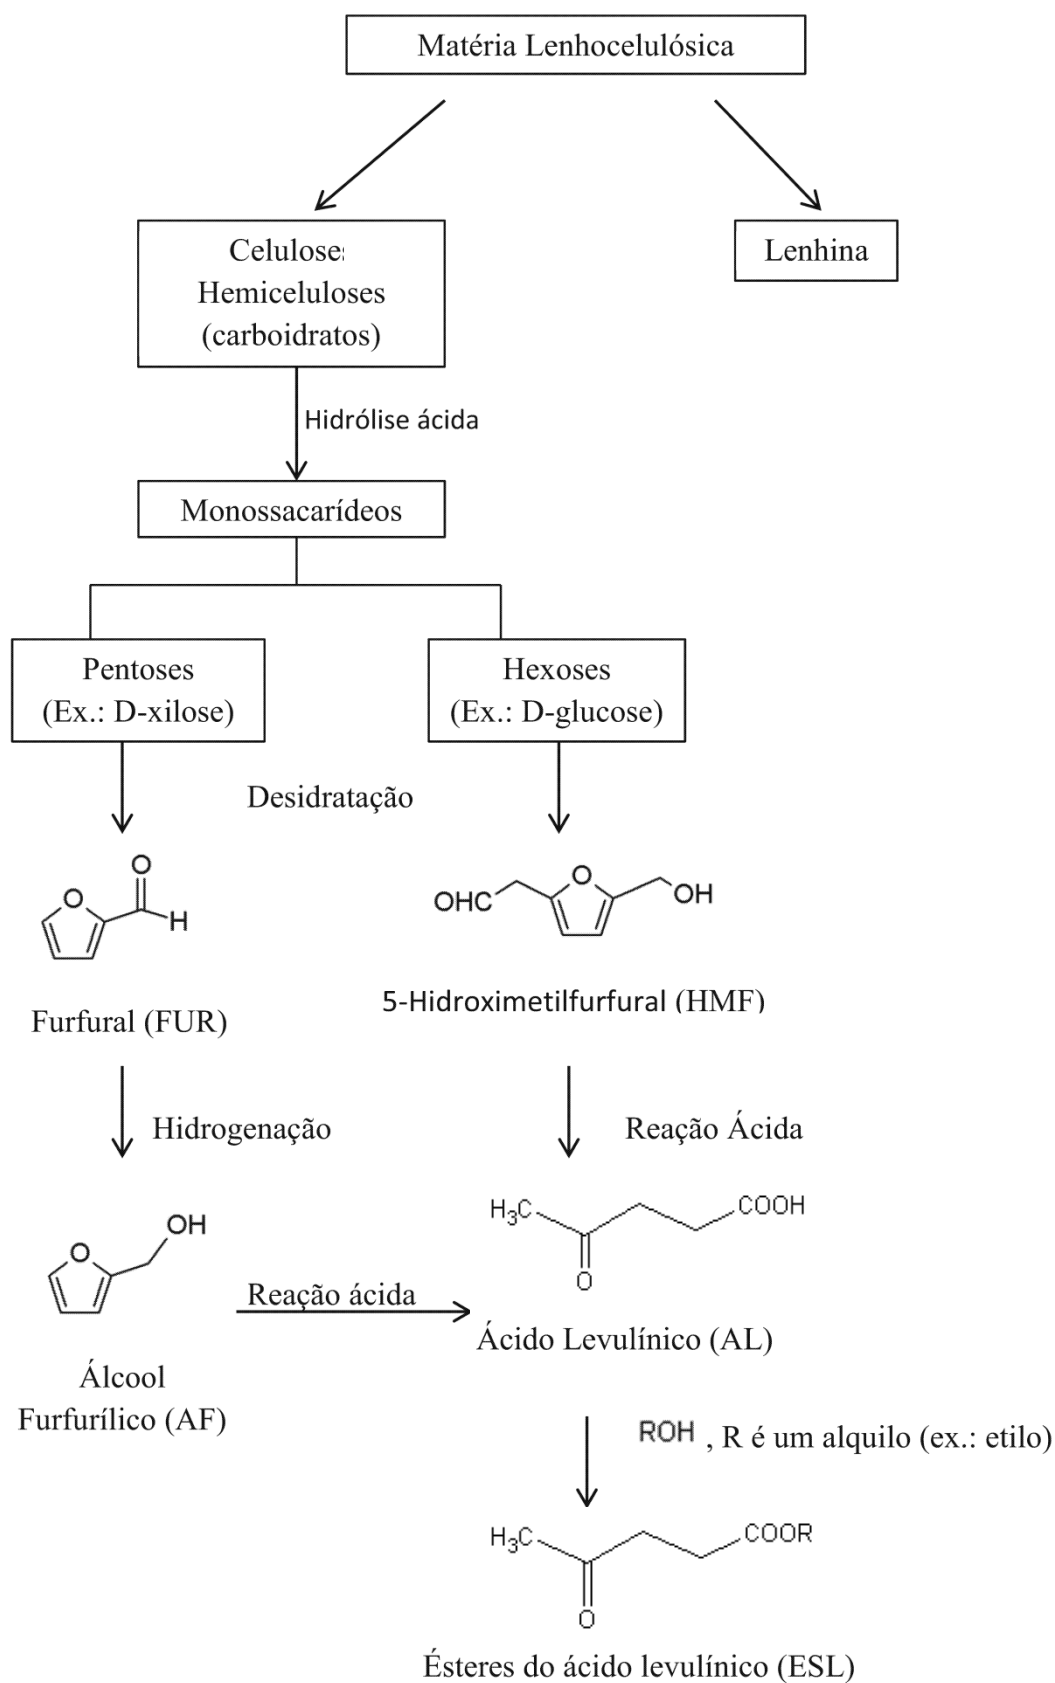 Matéria Lenhocelulósica
Celulose
Hemiceluloses
(carboidratos)
Lenhina
Hidrólise ácida
Monossacarídeos
Pentoses
(Ex.: D-xilose)
Hexoses
(Ex.: D-glucose)
Desidratação
O
O
H
OHC
O
OH
Furfural (FUR)
5-Hidroximetilfurfural (HMF)
Hidrogenação
Reação Ácida
O
OH
H₃C
O
COOH
Reação ácida
Ácido Levulínico (AL)
Álcool
Furfurílico (AF)
ROH , R é um alquilo (ex.: etilo)
H₃C
O
COOR
Ésteres do ácido levulínico (ESL)